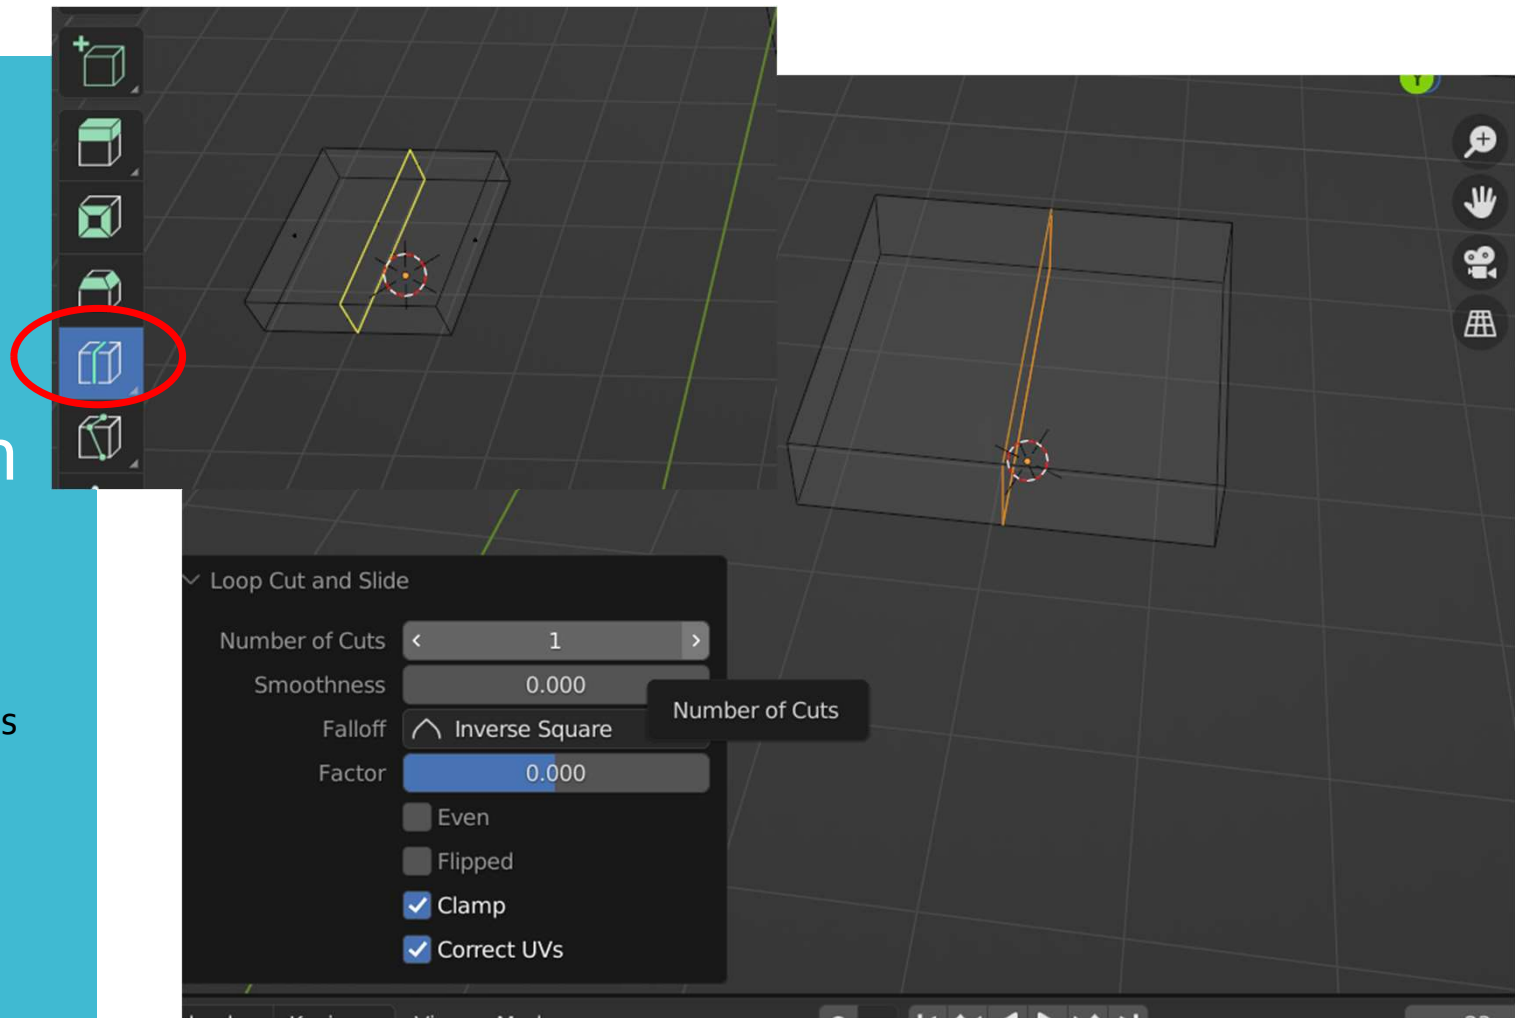 Y
n
s
Loop Cut and Slide
Number of Cuts 1
Smoothness 0.000
Number of Cuts
Falloff Inverse Square
Factor 0.000
Even
Flipped
Clamp
Correct UVs